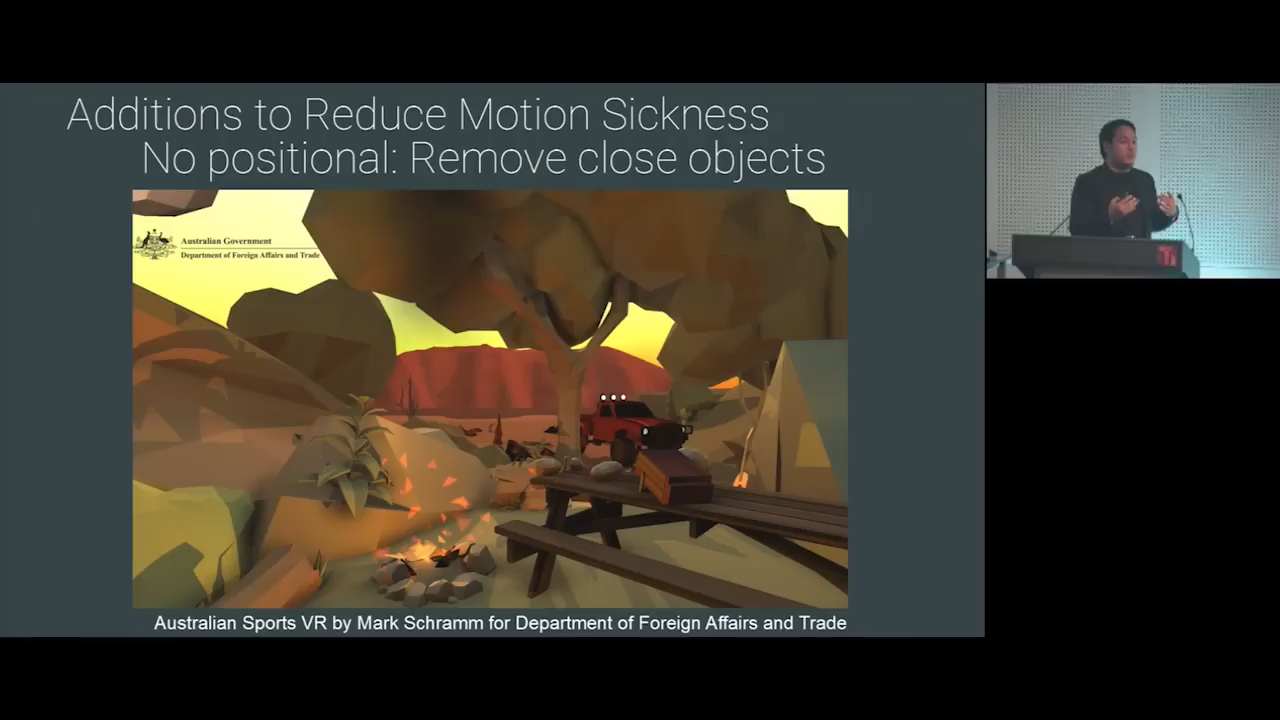 Additions to Reduce Motion Sickness
No positional: Remove close objects
Australian Government
Department of Foreign Affairs and Trade
Australian Sports VR by Mark Schramm for Department of Foreign Affairs and Trade